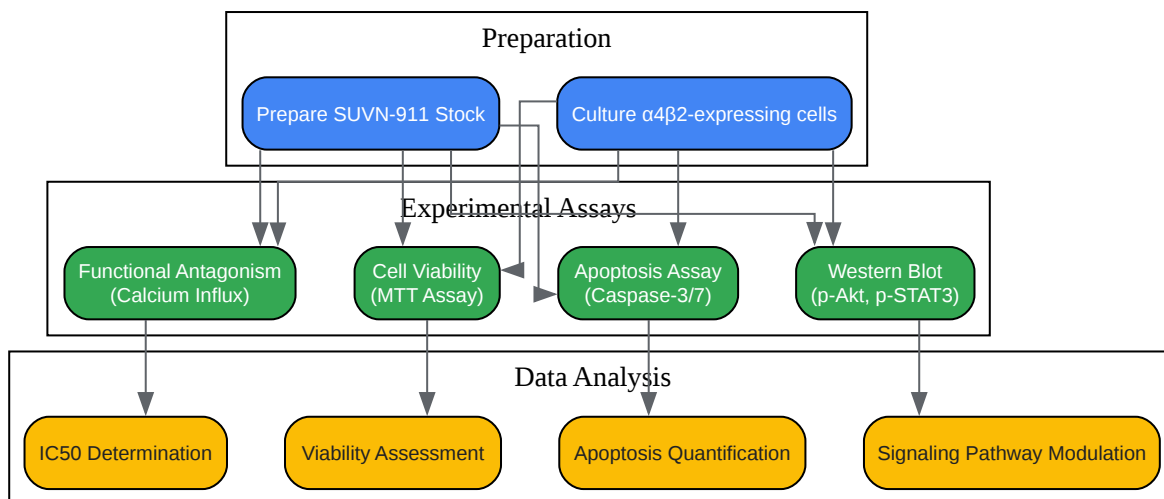 Preparation
Prepare SUVN-911 Stock
Culture α4β2-expressing cells
Experimental Assays
Functional Antagonism
(Calcium Influx)
Cell Viability
(MTT Assay)
Apoptosis Assay
(Caspase-3/7)
Western Blot
(p-Akt, p-STAT3)
Data Analysis
IC50 Determination
Viability Assessment
Apoptosis Quantification
Signaling Pathway Modulation